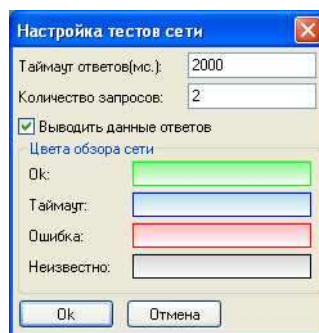 Настройка тестов сети
Таймаут ответов(мс.): 2000
Количество запросов: 2
Выводить данные ответов
Цвета обзора сети
Ok:
Таймаут:
Ошибка:
Неизвестно:
Ok Отмена